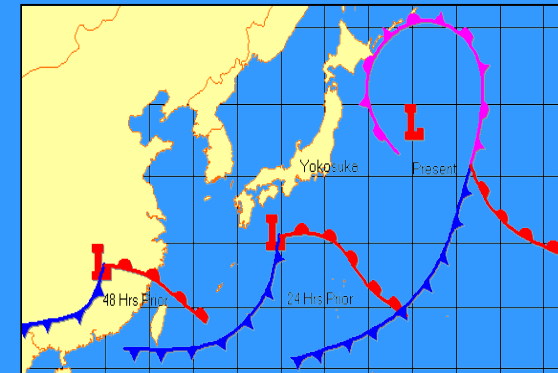 Yokosuka
L
Present
L
L
48 Hrs Prior
24 Hrs Prior